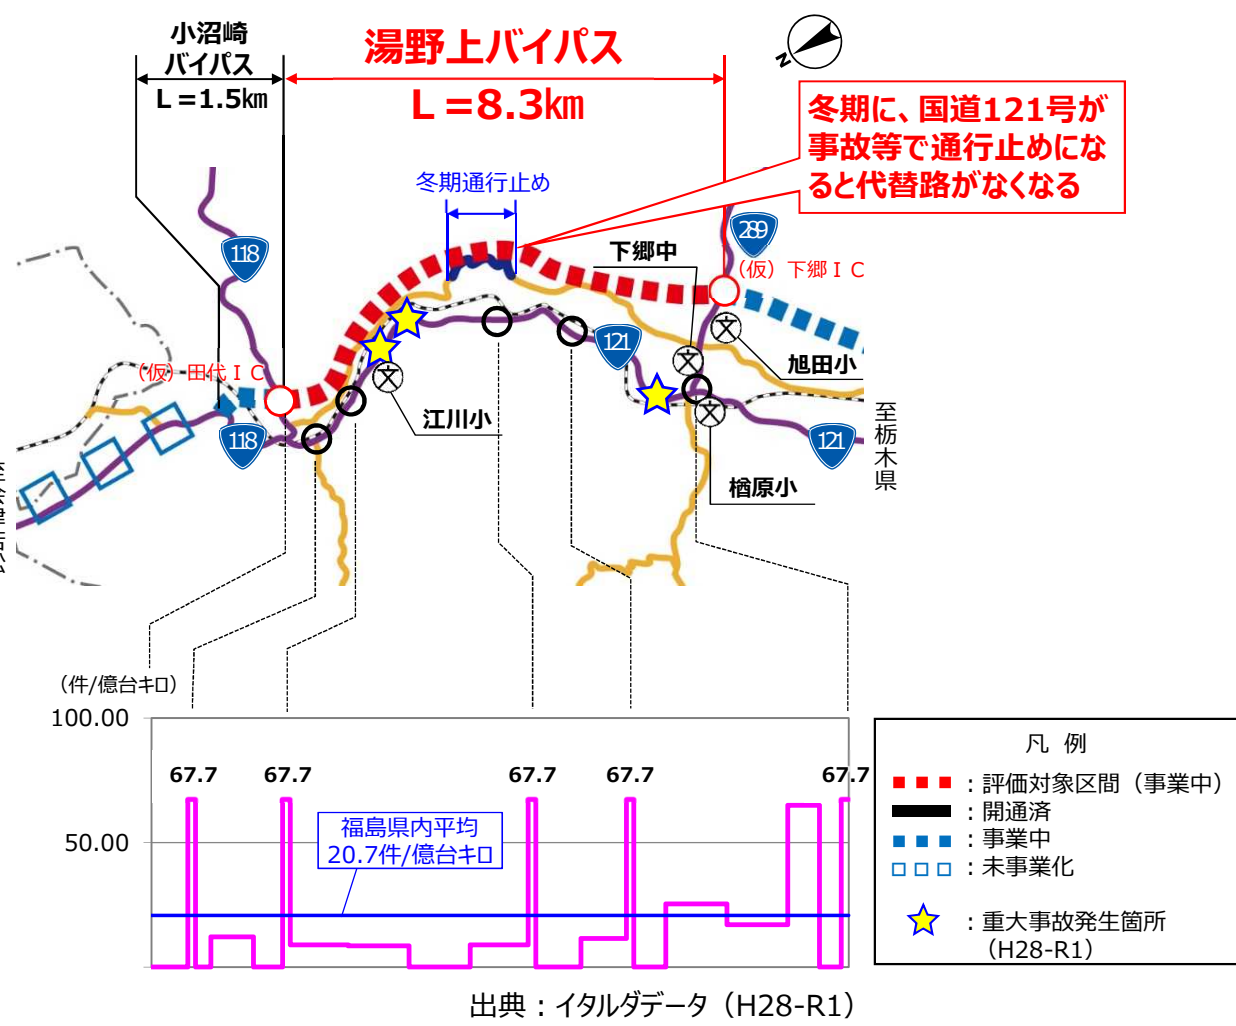 小沼崎
バイパス
L=1.5㎞
湯野上バイパス
L=8.3㎞
N
冬期に、国道121号が
事故等で通行止めにな
ると代替路がなくなる
冬期通行止め
118
下郷中
289
(仮)下郷IC
121
旭田小
(仮)田代IC
江川小
118
121
楢原小
至栃木県
(件/億台キロ)
100.00
50.00
67.7
67.7
67.7
67.7
67.7
福島県内平均
20.7件/億台キロ
凡 例
:評価対象区間(事業中)
:開通済
:事業中
:未事業化
:重大事故発生箇所
(H28-R1)
出典:イタルダデータ(H28-R1)